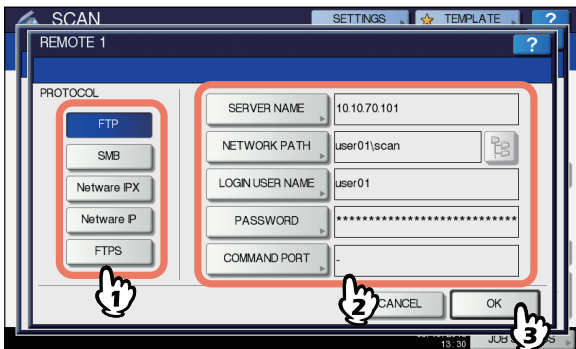 SCAN
SETTINGS
TEMPLATE
?
REMOTE 1
?
PROTOCOL
FTP
SMB
Netware IPX
Netware IP
FTPS
SERVER NAME
10.10.70.101
NETWORK PATH
user01\scan
LOGIN USER NAME
user01
PASSWORD
*****************************
COMMAND PORT
-
CANCEL
OK
1
2
3
13:30
JOB